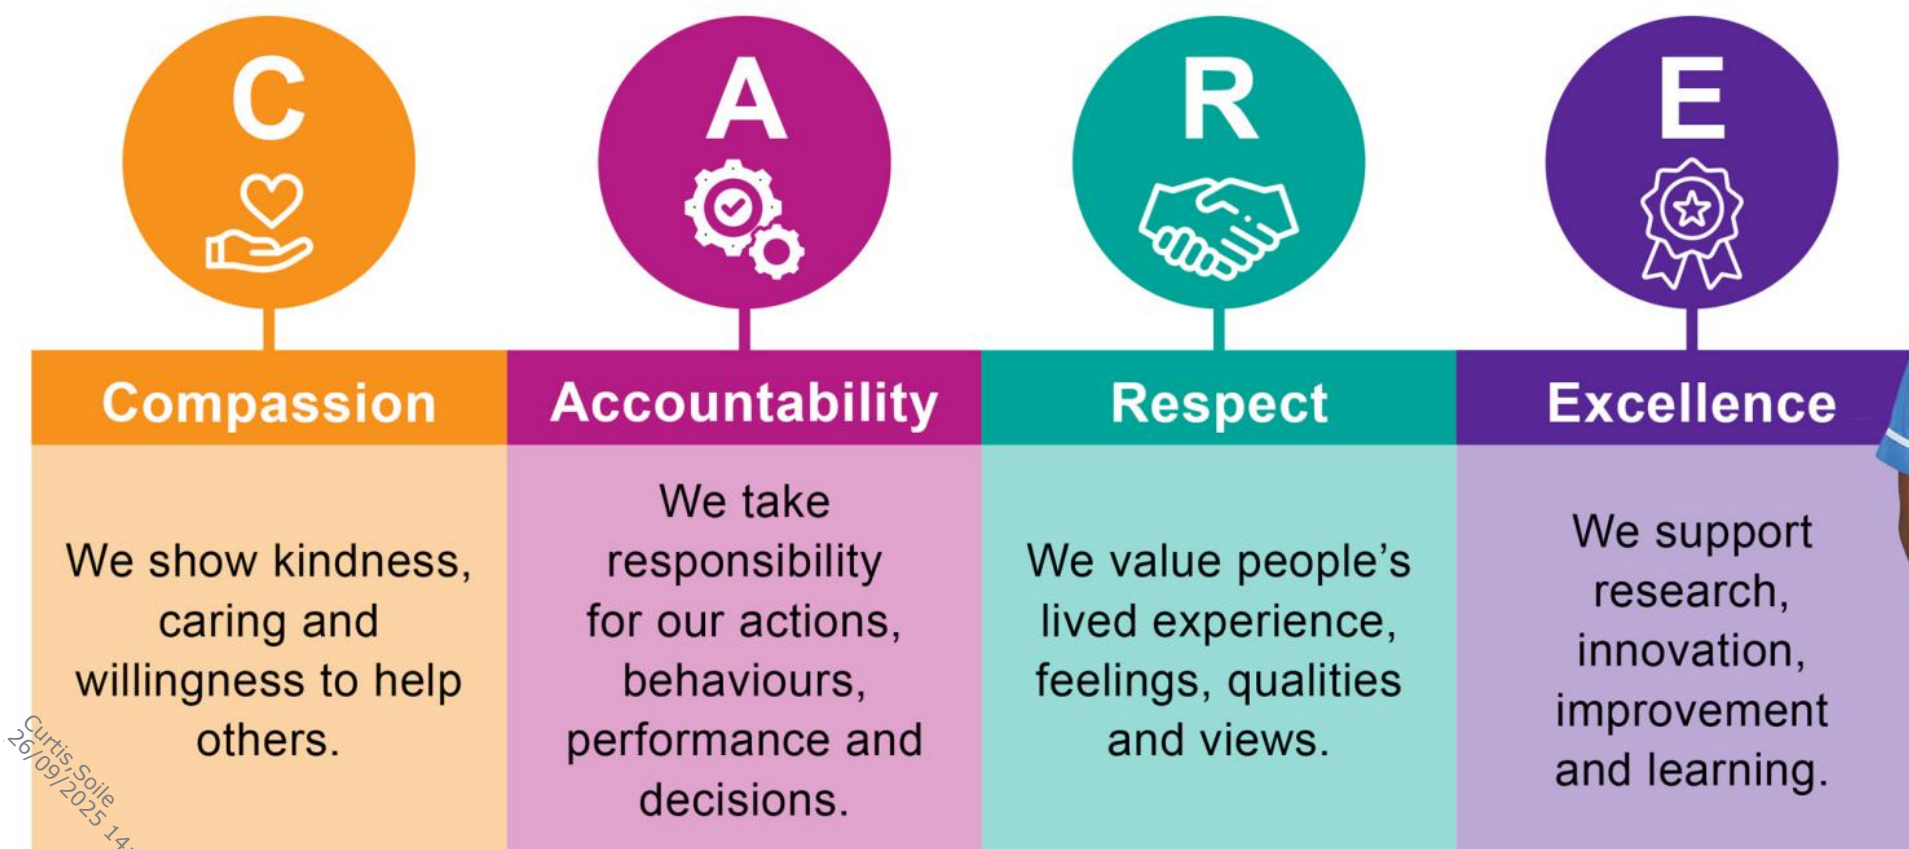 C
A
R
E
Compassion
Accountability
Respect
Excellence
We show kindness,
caring and
willingness to help
others.
We take
responsibility
for our actions,
behaviours,
performance and
decisions.
We value people’s
lived experience,
feelings, qualities
and views.
We support
research,
innovation,
improvement
and learning.
Curtis,Soile
26/09/2025 14: